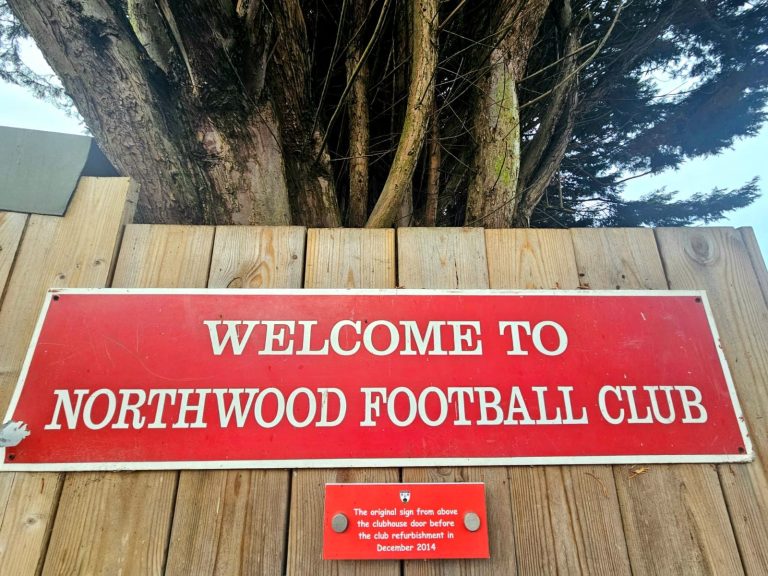 WELCOME TO
NORTHWOOD FOOTBALL CLUB
The original sign from above
the clubhouse door before
the club refurbishment in
December 2014